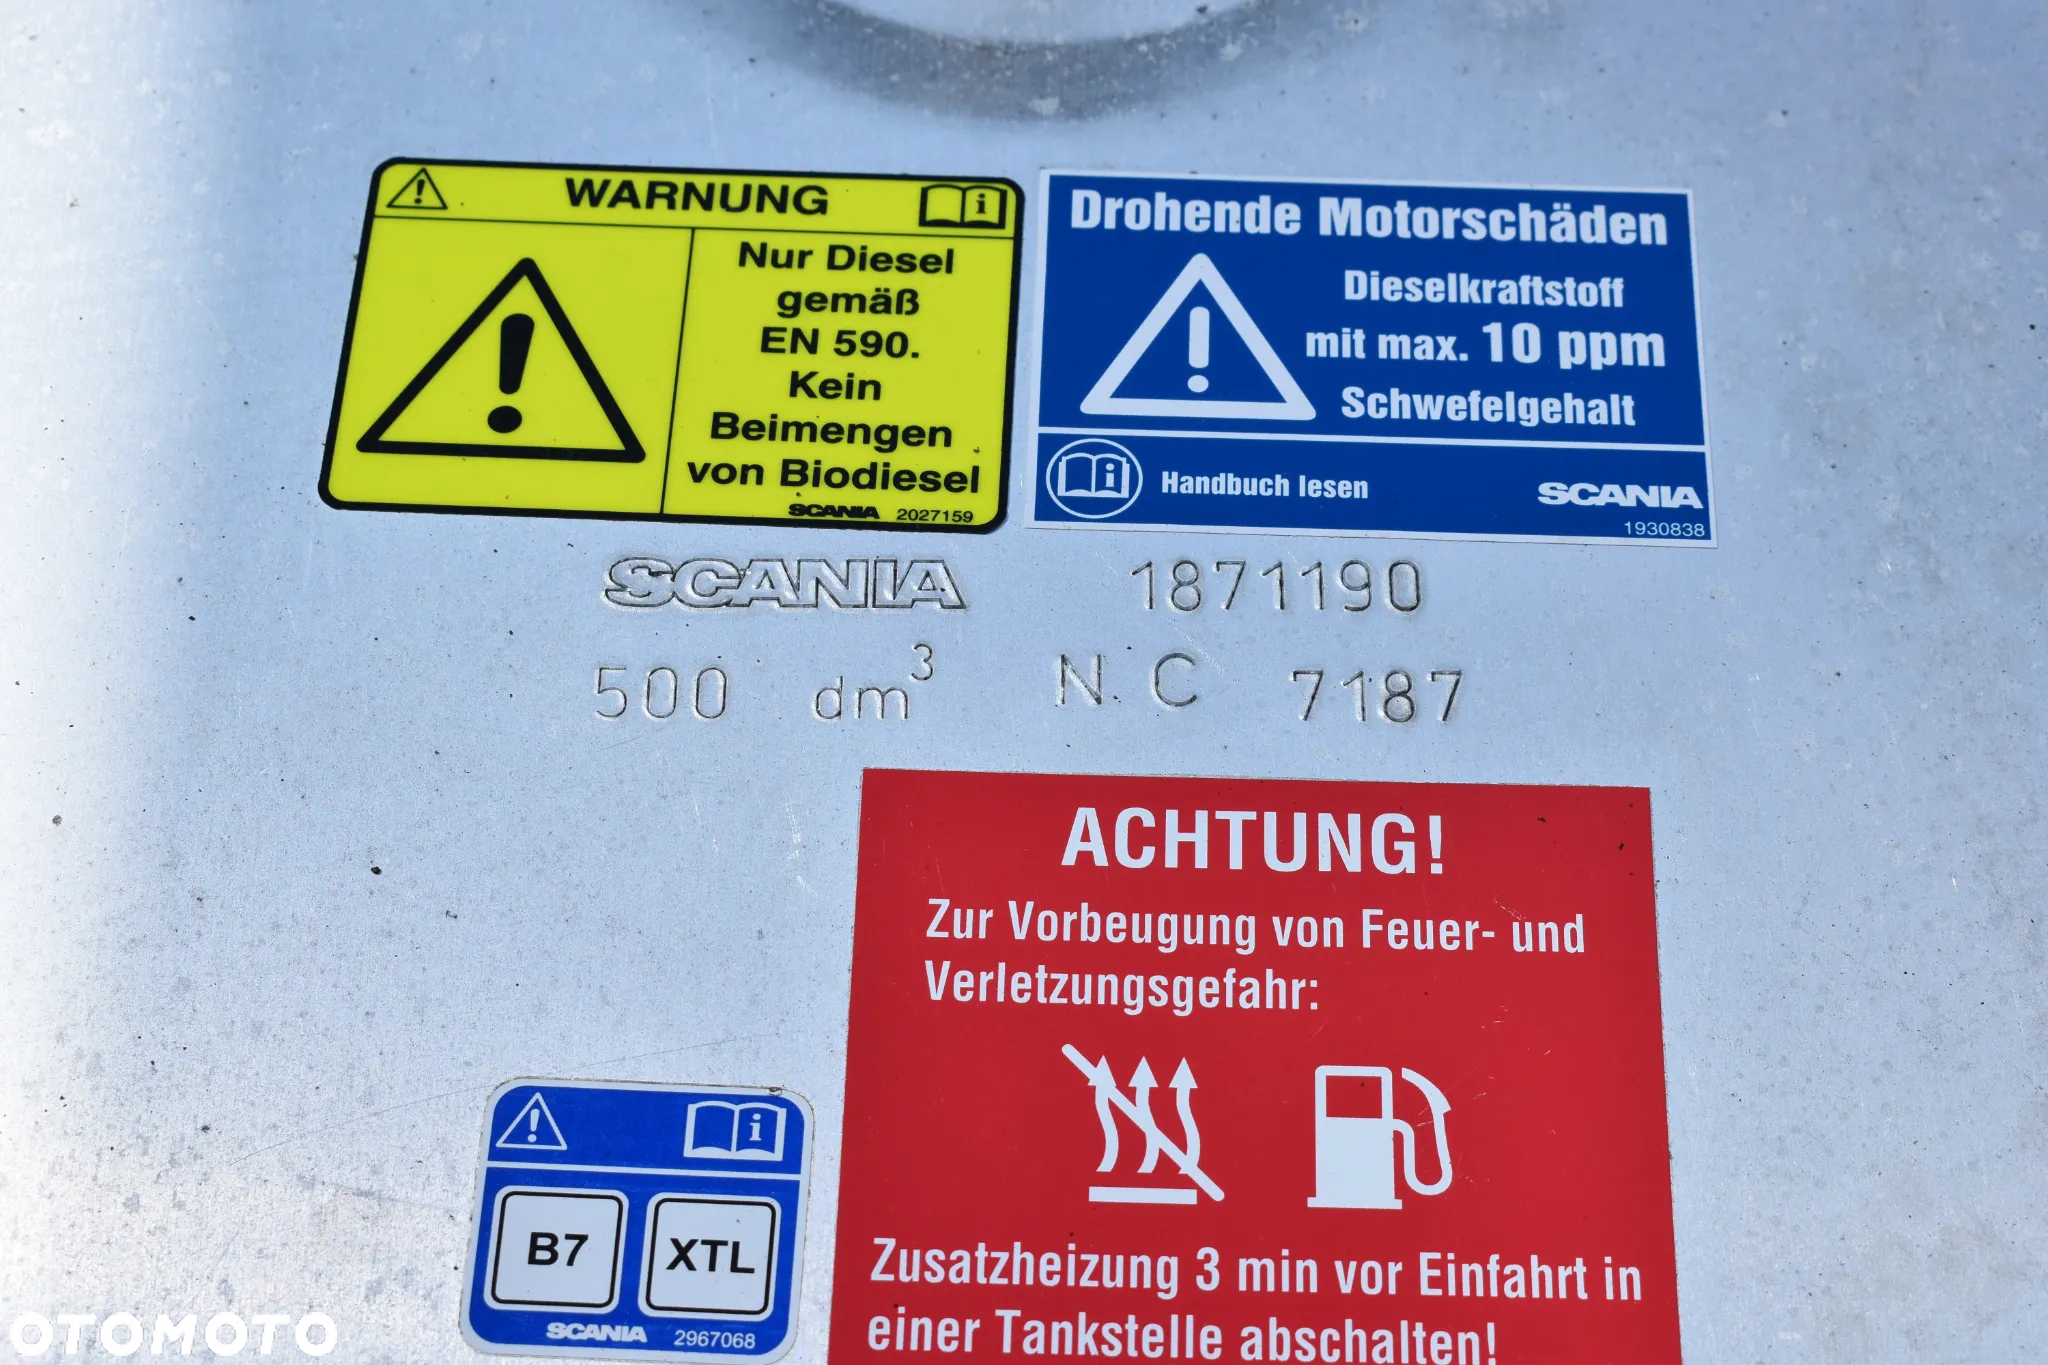 WARNUNG
Nur Diesel
gemäß
EN 590.
Kein
Beimengen
von Biodiesel
SCANIA 2027159
Drohende Motorschäden
Dieselkraftstoff
mit max. 10 ppm
Schwefelgehalt
Handbuch lesen
SCANIA
1930838
SCANIA 1871190
500 dm³ N. C 7187
ACHTUNG!
Zur Vorbeugung von Feuer- und
Verletzungsgefahr:
Zusatzheizung 3 min vor Einfahrt in
einer Tankstelle abschalten!
B7 XTL
SCANIA 2967068
OTOMOTO